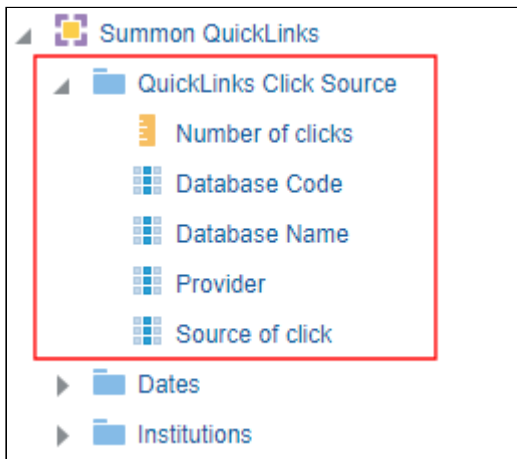 Summon QuickLinks
QuickLinks Click Source
Number of clicks
Database Code
Database Name
Provider
Source of click
Dates
Institutions